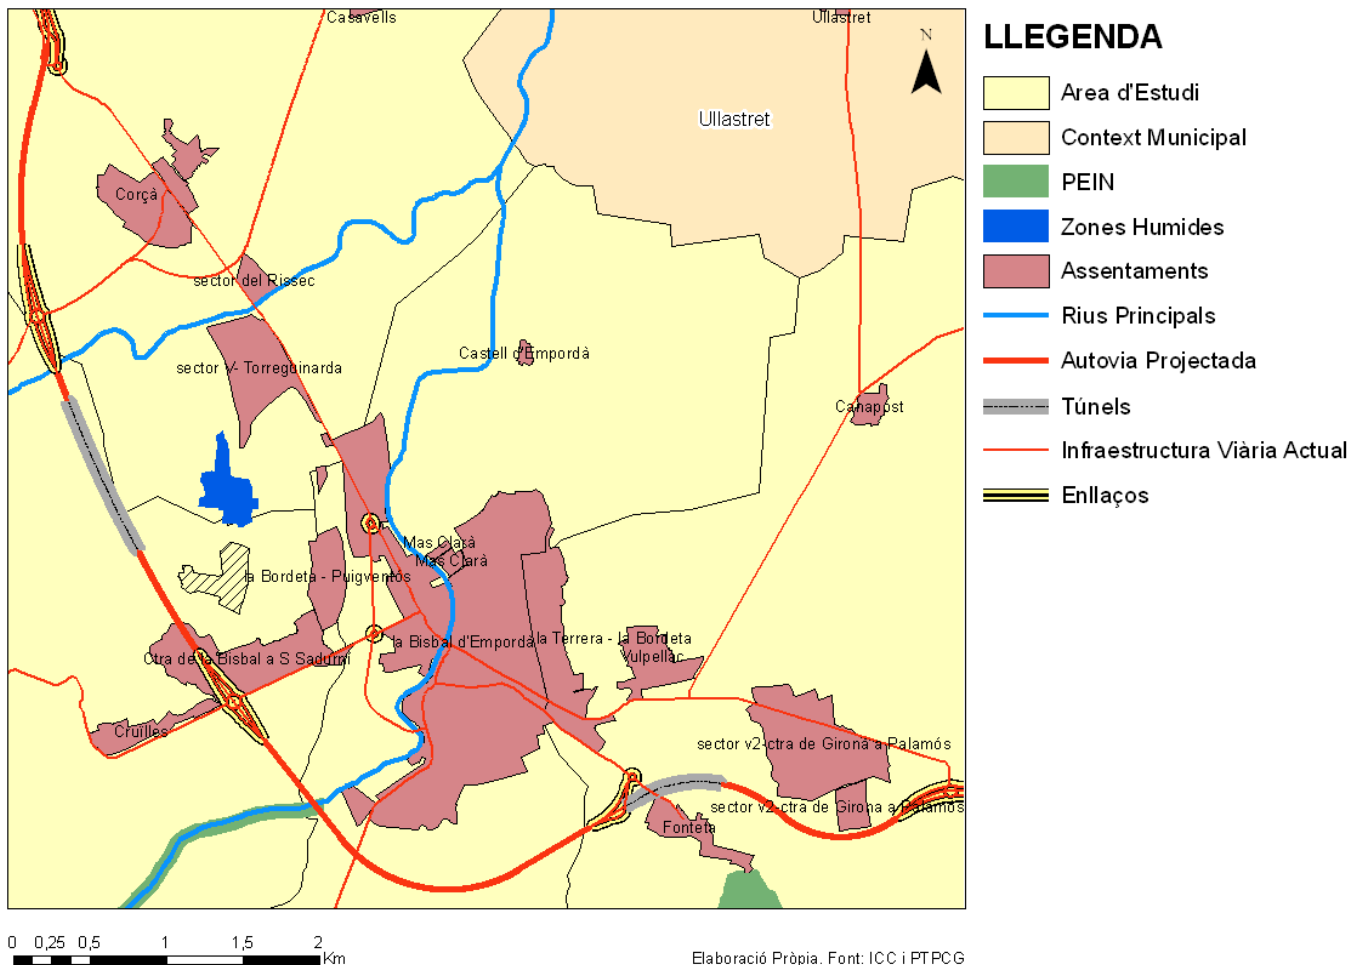 Casavells
Ullastret
N
Ullastret
Corçà
sector del Rissec
Castell d'Empordà
sector V- Torreguinarda
Canapost
Mas Clarà
Mas Clarà
la Bordeta - Puigventós
la Bisbal d'Empordà
la Terrera - la Bordeta
Vulpellac
Ctra de la Bisbal a S Sadurní
Cruïlles
sector v2-ctra de Girona a Palamós
sector v2-ctra de Girona a Palamós
Fonteta
LLEGENDA
Area d'Estudi
Context Municipal
PEIN
Zones Humides
Assentaments
Rius Principals
Autovia Projectada
Túnels
Infraestructura Viària Actual
Enllaços
0 0,25 0,5 1 1,5 2
Km
Elaboració Pròpia. Font: ICC i PTPCG